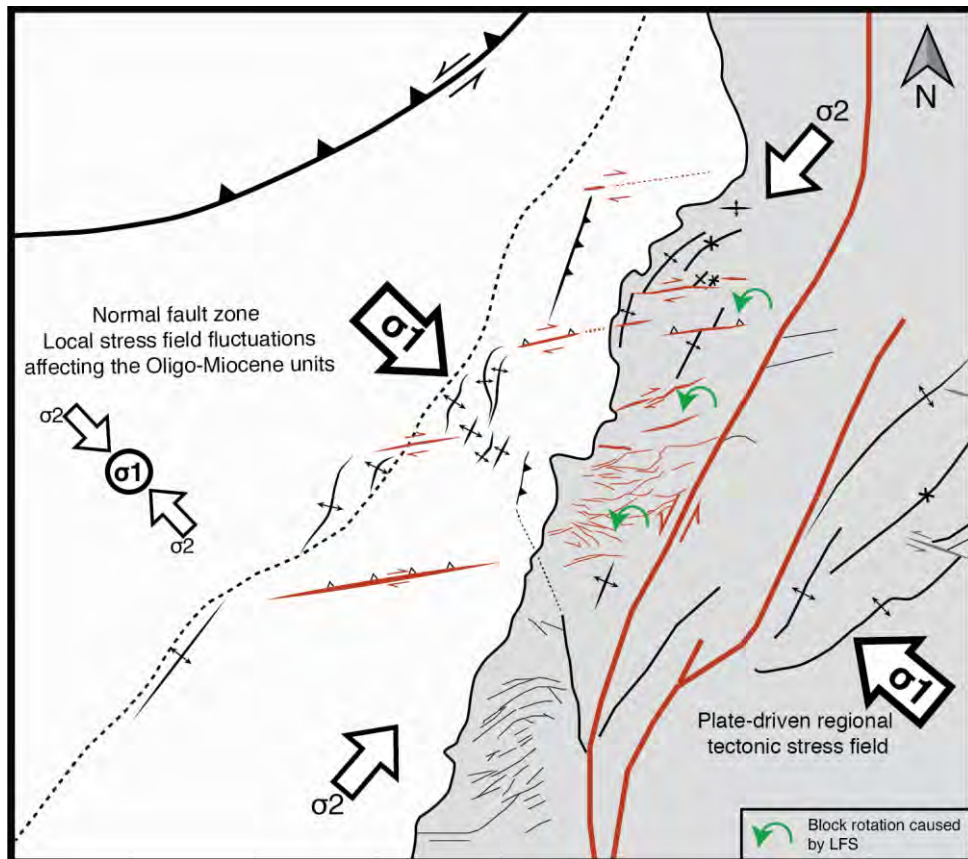 N
σ2
Normal fault zone
Local stress field fluctuations
affecting the Oligo-Miocene units
σ1
σ2
σ1
σ2
σ1
Plate-driven regional
tectonic stress field
σ2
Block rotation caused
by LFS